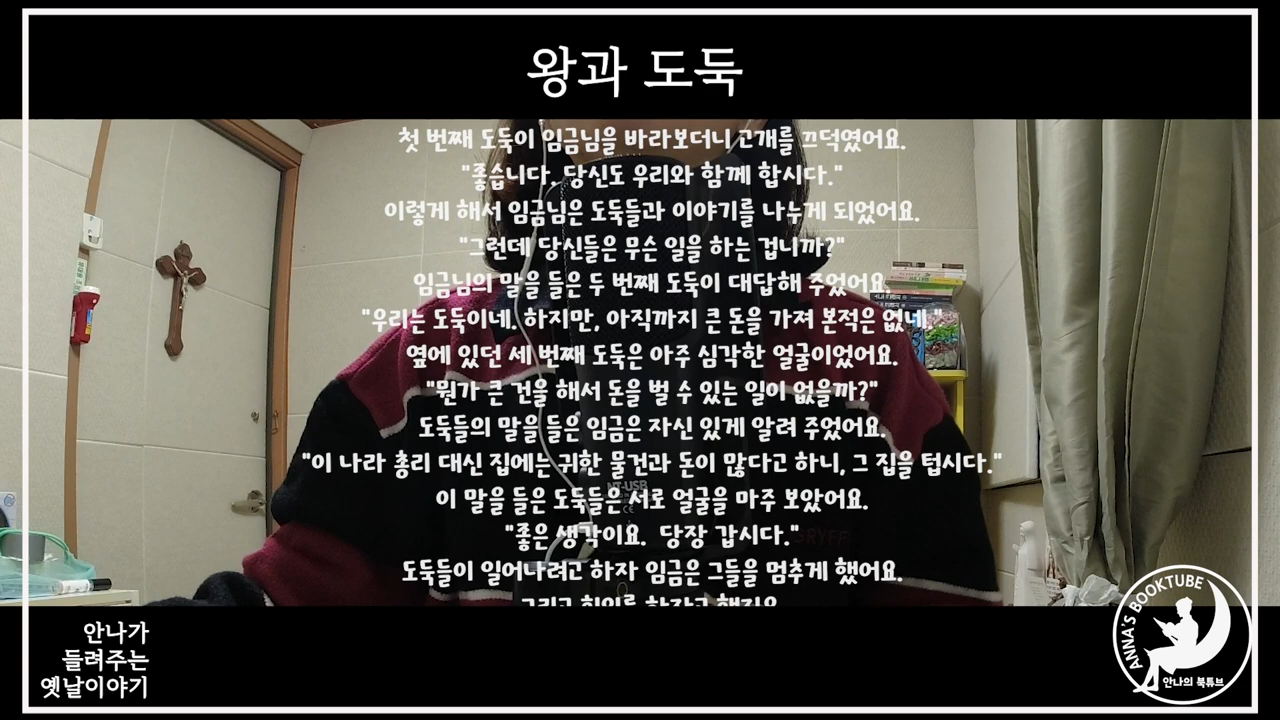 왕과 도둑
첫 번째 도둑이 임금님을 바라보더니 고개를 끄덕였어요.
"좋습니다. 당신도 우리와 함께 합시다."
이렇게 해서 임금님은 도둑들과 이야기를 나누게 되었어요.
"그런데 당신들은 무슨 일을 하는 겁니까?"
임금님의 말을 들은 두 번째 도둑이 대답해 주었어요.
"우리는 도둑이네. 하지만, 아직까지 큰 돈을 가져 본적은 없네."
옆에 있던 세 번째 도둑은 아주 심각한 얼굴이었어요.
"뭔가 큰 건울 해서 돈을 벌 수 있는 일이 없을까?"
도둑들의 말을 들은 임금은 자신 있게 알려 주었어요.
"이 나라 총리 대신 집에는 귀한 물건과 돈이 많다고 하니, 그 집을 텁시다."
이 말을 들은 도둑들은 서로 얼굴을 마주 보았어요.
NT-USB
"좋은 생각이요. 당장 갑시다."
GRYFF
도둑들이 일어나려고 하자 임금은 그들을 멈추게 했어요.
안나가
들려주는
옛날이야기
ANNA'S BOOKTUBE
안나의 북튜브